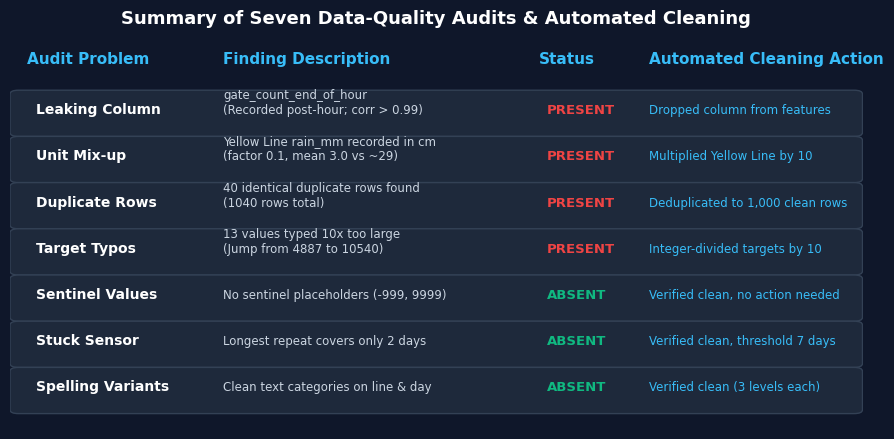 Summary of Seven Data-Quality Audits & Automated Cleaning
Audit Problem Finding Description Status Automated Cleaning Action
gate_count_end_of_hour
Leaking Column (Recorded post-hour; corr > 0.99) PRESENT Dropped column from features
Yellow Line rain_mm recorded in cm
Unit Mix-up (factor 0.1, mean 3.0 vs ~29) PRESENT Multiplied Yellow Line by 10
40 identical duplicate rows found
Duplicate Rows (1040 rows total) PRESENT Deduplicated to 1,000 clean rows
13 values typed 10x too large
Target Typos (Jump from 4887 to 10540) PRESENT Integer-divided targets by 10
Sentinel Values No sentinel placeholders (-999, 9999) ABSENT Verified clean, no action needed
Stuck Sensor Longest repeat covers only 2 days ABSENT Verified clean, threshold 7 days
Spelling Variants Clean text categories on line & day ABSENT Verified clean (3 levels each)